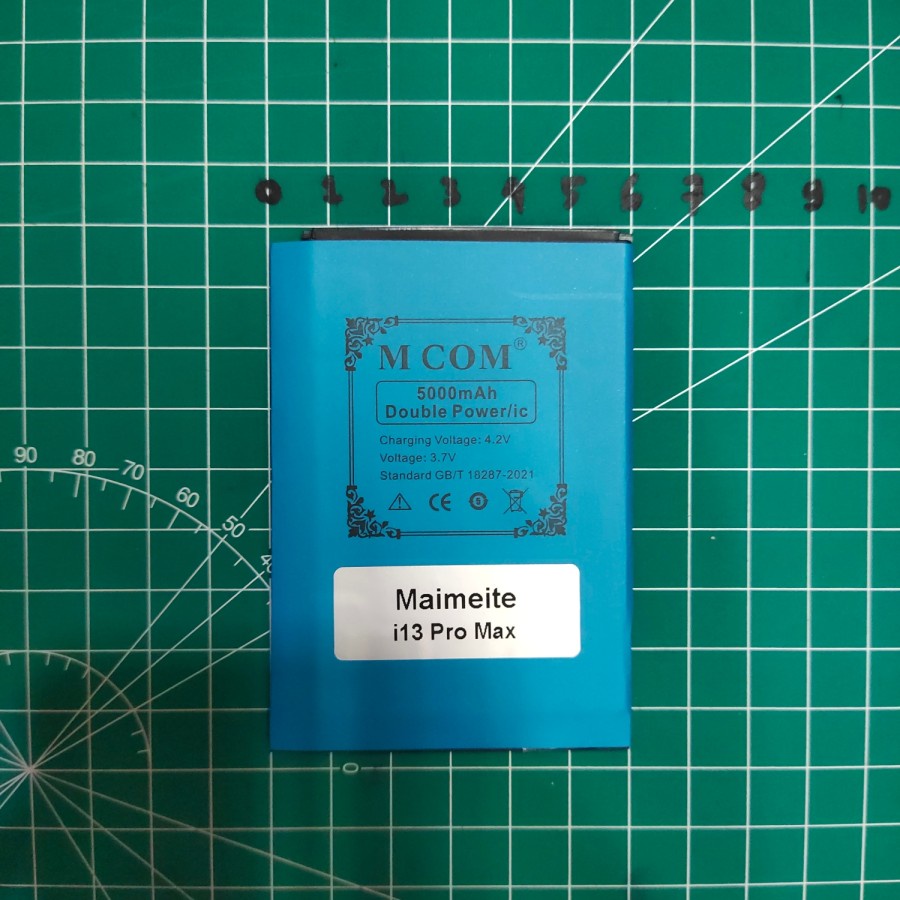 0 1 2 3 4 5 6 7 8 9 10
M COM®
5000mAh
Double Power/ic
Charging Voltage: 4.2V
Voltage: 3.7V
Standard GB/T 18287-2021
CE
Maimeite
i13 Pro Max
90 80 70 60 50
0